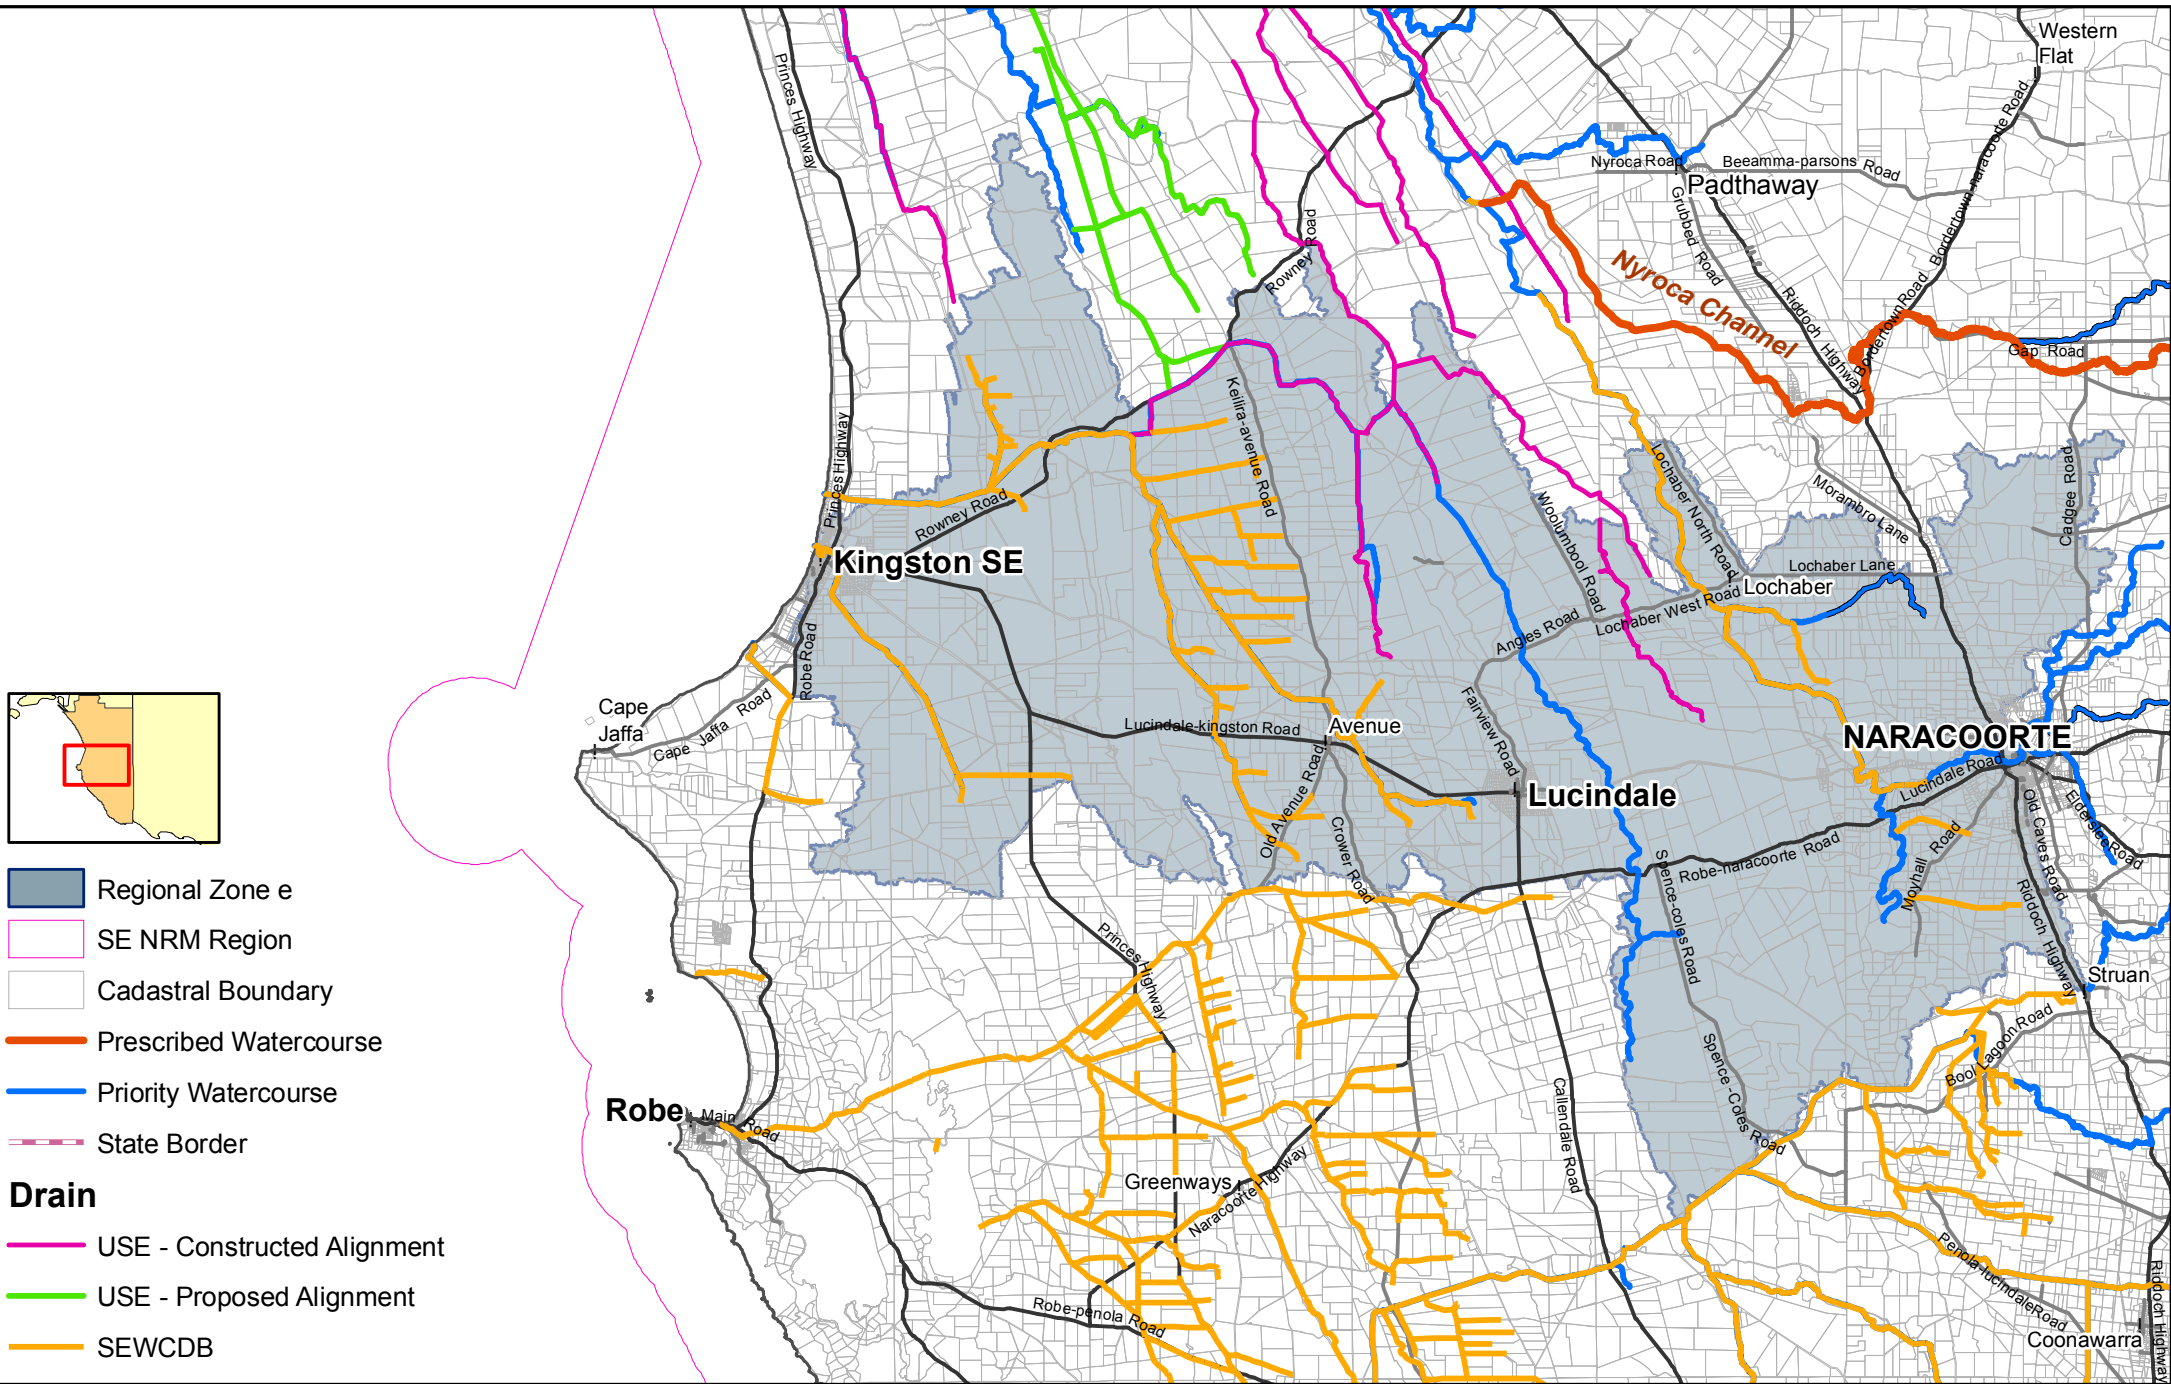 Western
Flat
Princes Highway
Bordertown-naracoorte Road
Nyroca Road
Beeamma-parsons Road
Padthaway
Grubbed Road
Rowney Road
Nyroca Channel
Riddoch Highway
Bordertown Road
Gap Road
Princes Highway
Keilira-avenue Road
Lochaber North Road
Cadgee Road
Morambro Lane
Woolumbool Road
Rowney Road
Kingston SE
Lochaber Lane
Lochaber
Lochaber West Road
Angles Road
Robe Road
Cape
Jaffa
Cape Jaffa Road
Fairview Road
Lucindale-kingston Road
Avenue
NARACOORTE
Lucindale Road
Old Avenue Road
Lucindale
Crower Road
Old Caves Road
Eldersle Road
Robe-naracoorte Road
Moyhall Road
Spence-coles Road
Riddoch Highway
Princes Highway
Struan
Bool Lagoon Road
Spence-Coles Road
Callendale Road
Robe
Main Road
Greenways
Naracoorte Highway
Penola-lucindale Road
Robe-penola Road
Riddoch Highway
Coonawarra
Regional Zone e
SE NRM Region
Cadastral Boundary
Prescribed Watercourse
Priority Watercourse
State Border
Drain
USE - Constructed Alignment
USE - Proposed Alignment
SEWCDB